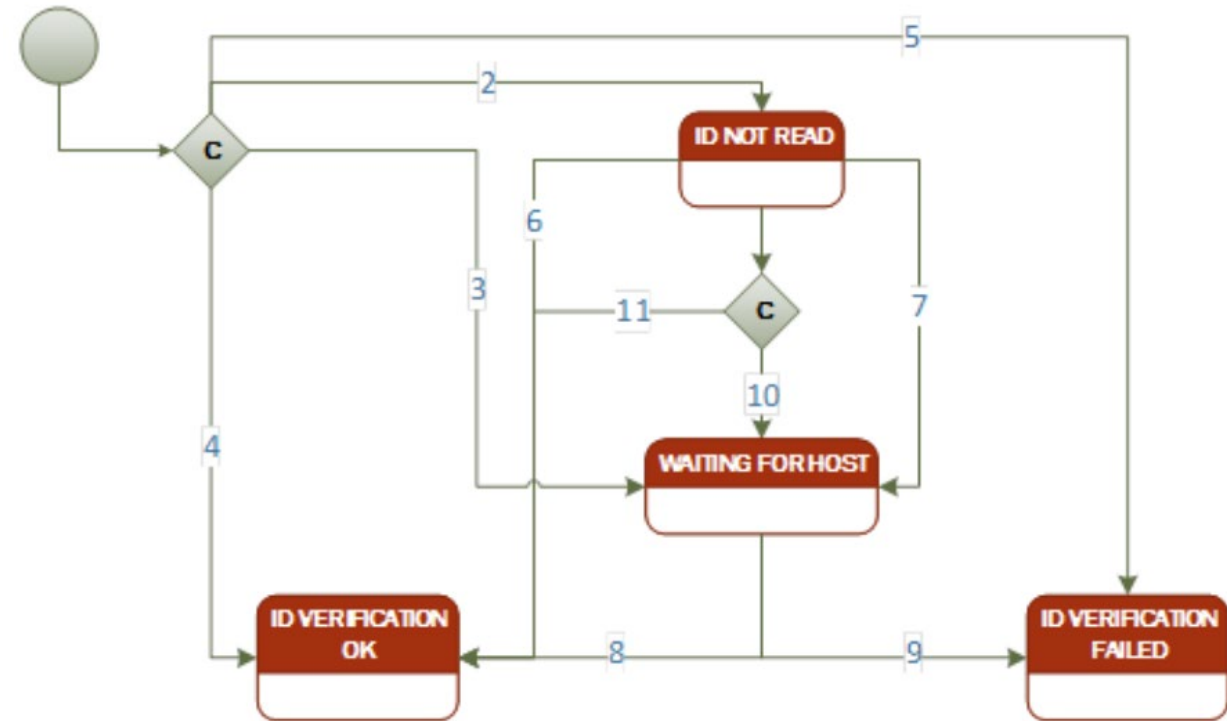 5
2
ID NOT READ
C
6
3
11
C
7
10
4
WAITING FOR HOST
ID VERIFICATION
OK
8
9
ID VERIFICATION
FAILED